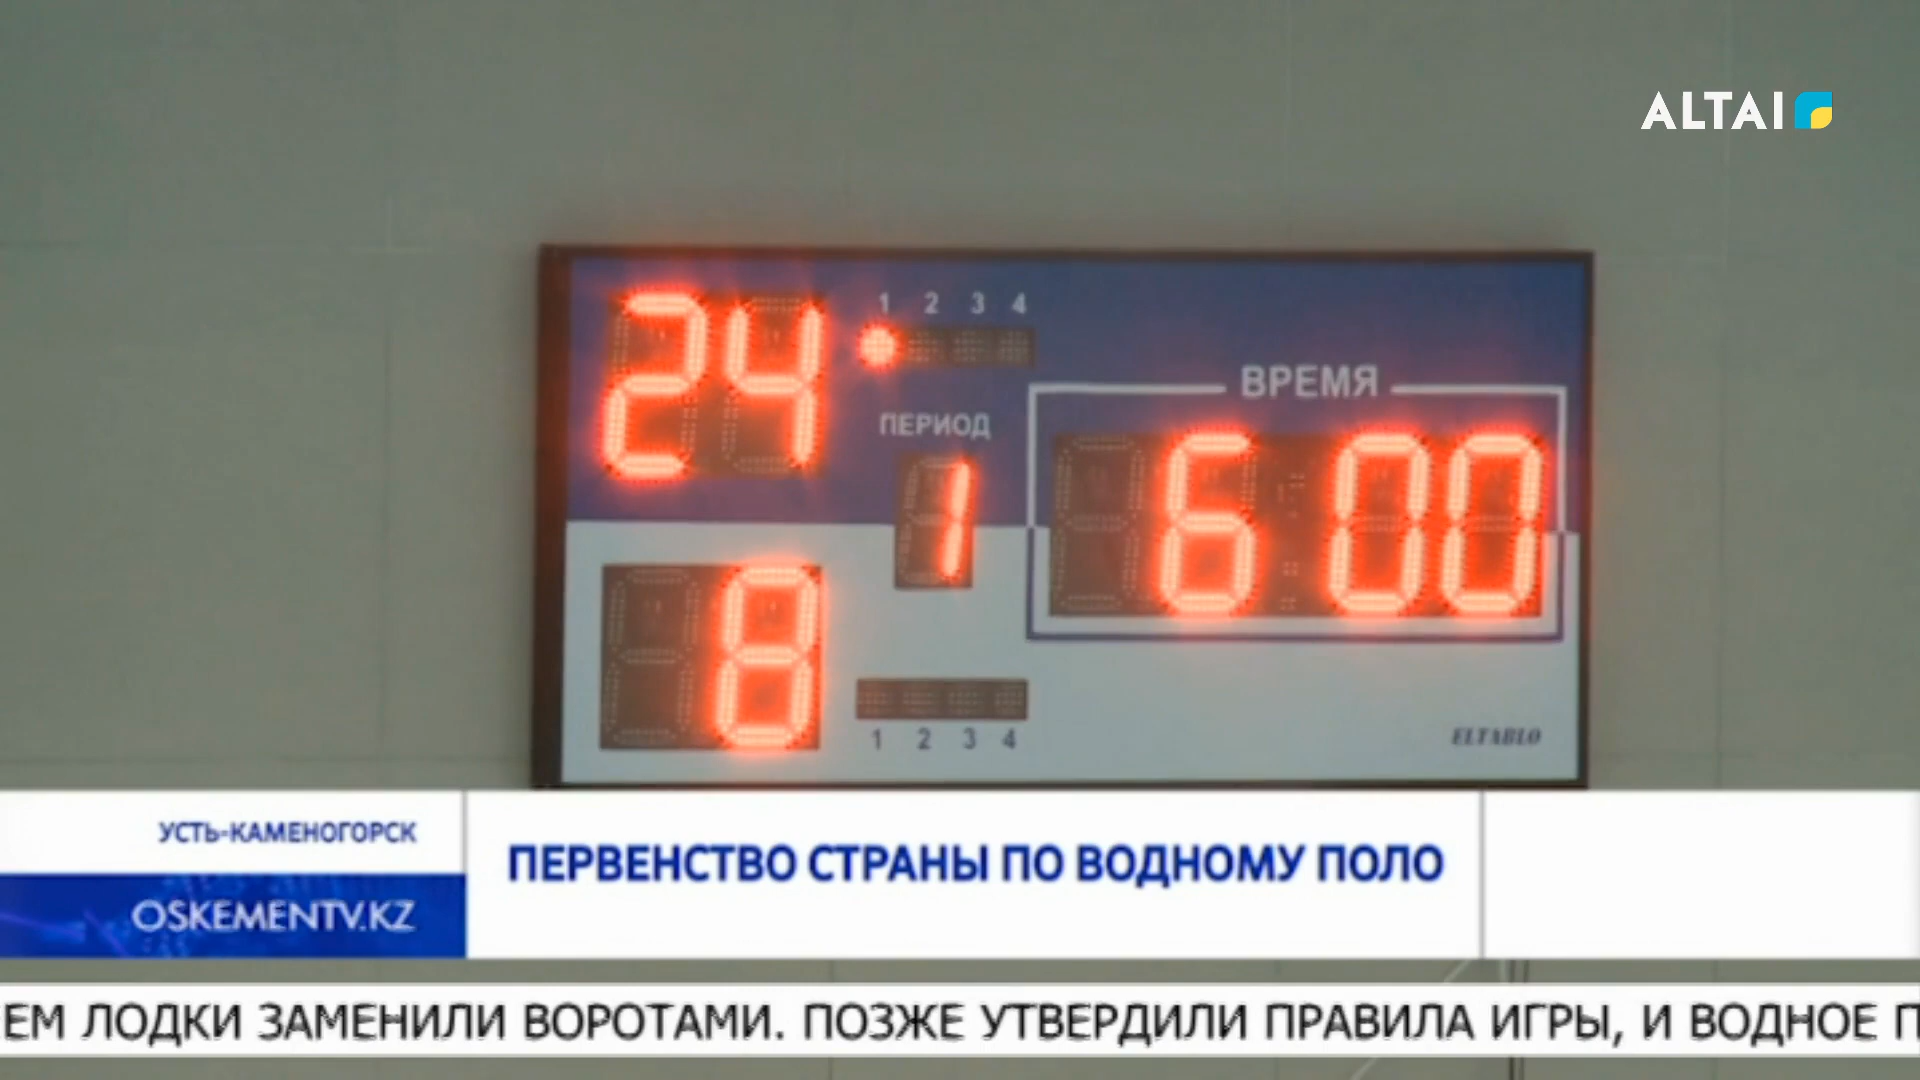 ALTAI
24
1 2 3 4
ВРЕМЯ
ПЕРИОД
1
6:00
8
1 2 3 4
ELTABLO
УСТЬ-КАМЕНОГОРСК
ПЕРВЕНСТВО СТРАНЫ ПО ВОДНОМУ ПОЛО
OSKEMENTV.KZ
ЕМ ЛОДКИ ЗАМЕНИЛИ ВОРОТАМИ. ПОЗЖЕ УТВЕРДИЛИ ПРАВИЛА ИГРЫ, И ВОДНОЕ П